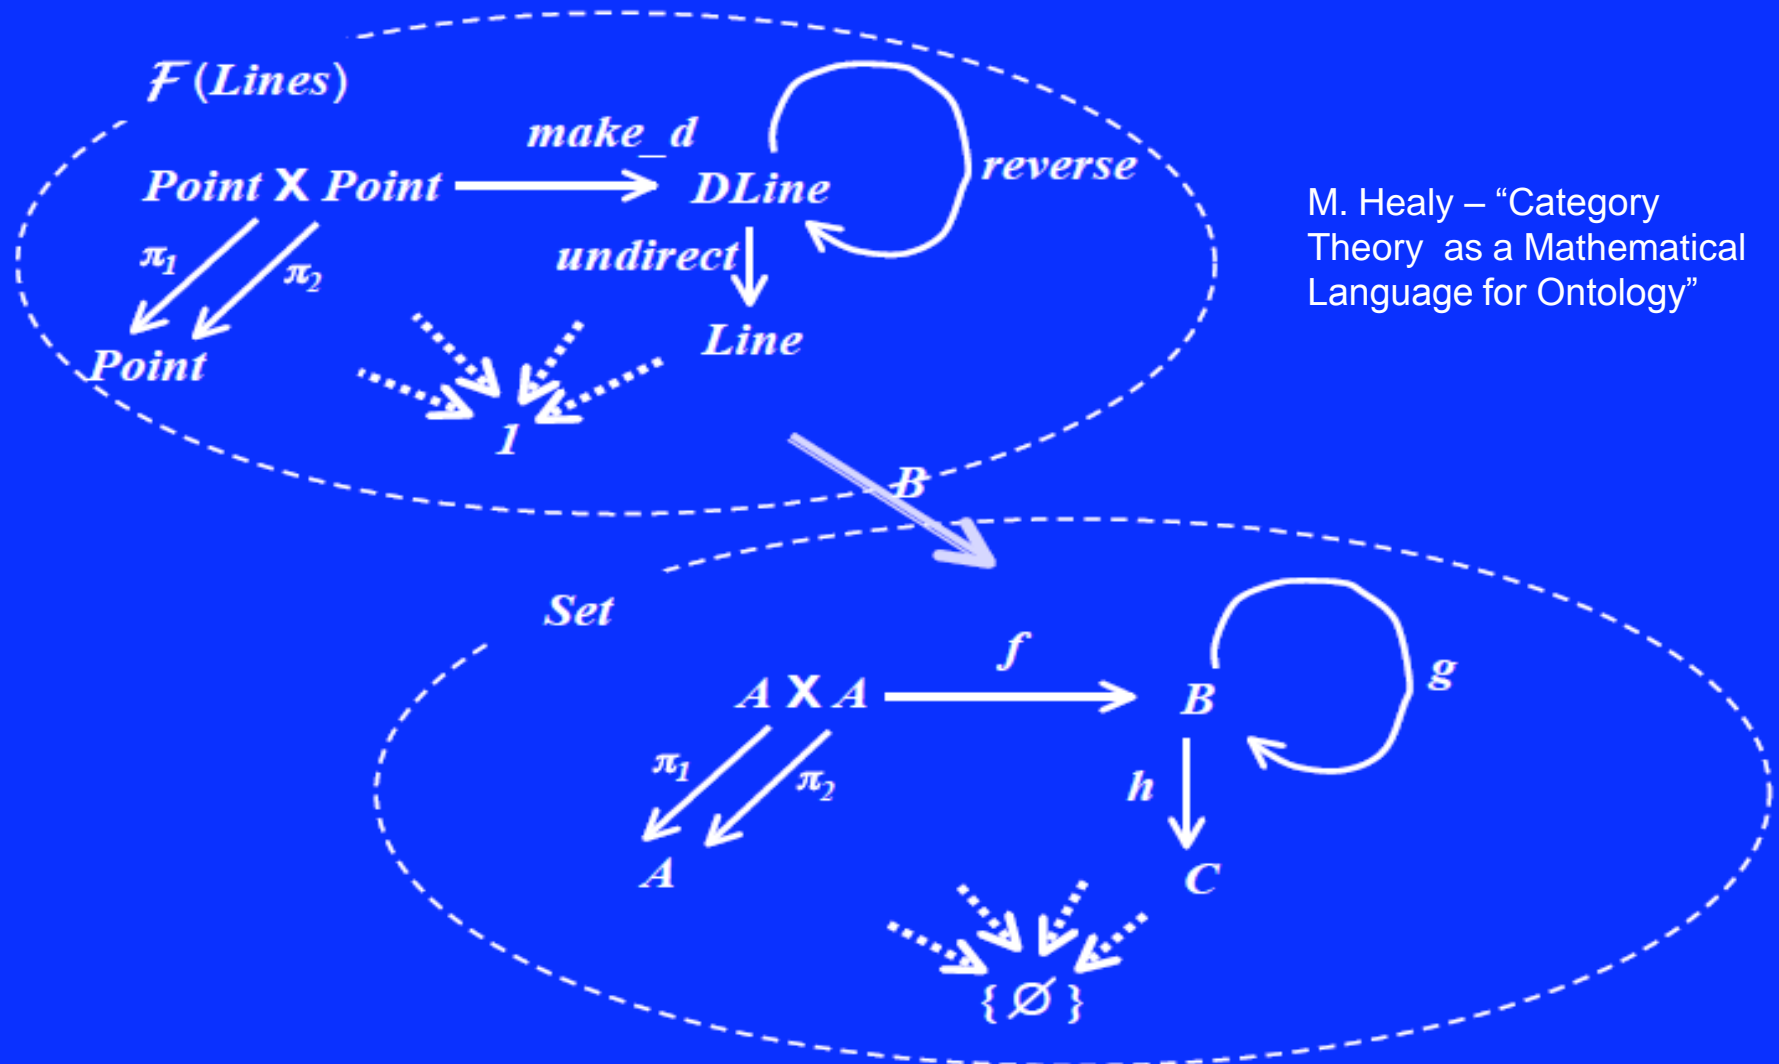 ℱ (Lines)
make_d
reverse
Point X Point
DLine
π1
π2
undirect
Point
Line
1
M. Healy – “Category
Theory as a Mathematical
Language for Ontology”
B
Set
f
g
A X A
B
π1
π2
h
A
C
{ ∅ }